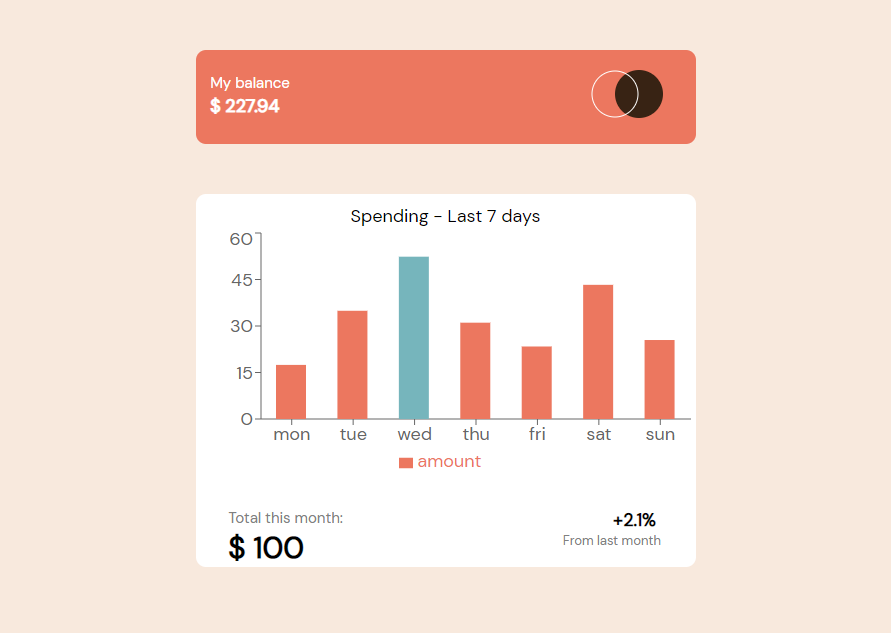 My balance
$ 227.94
Spending - Last 7 days
60
45
30
15
0
mon tue wed thu fri sat sun
amount
Total this month:
$ 100
+2.1%
From last month